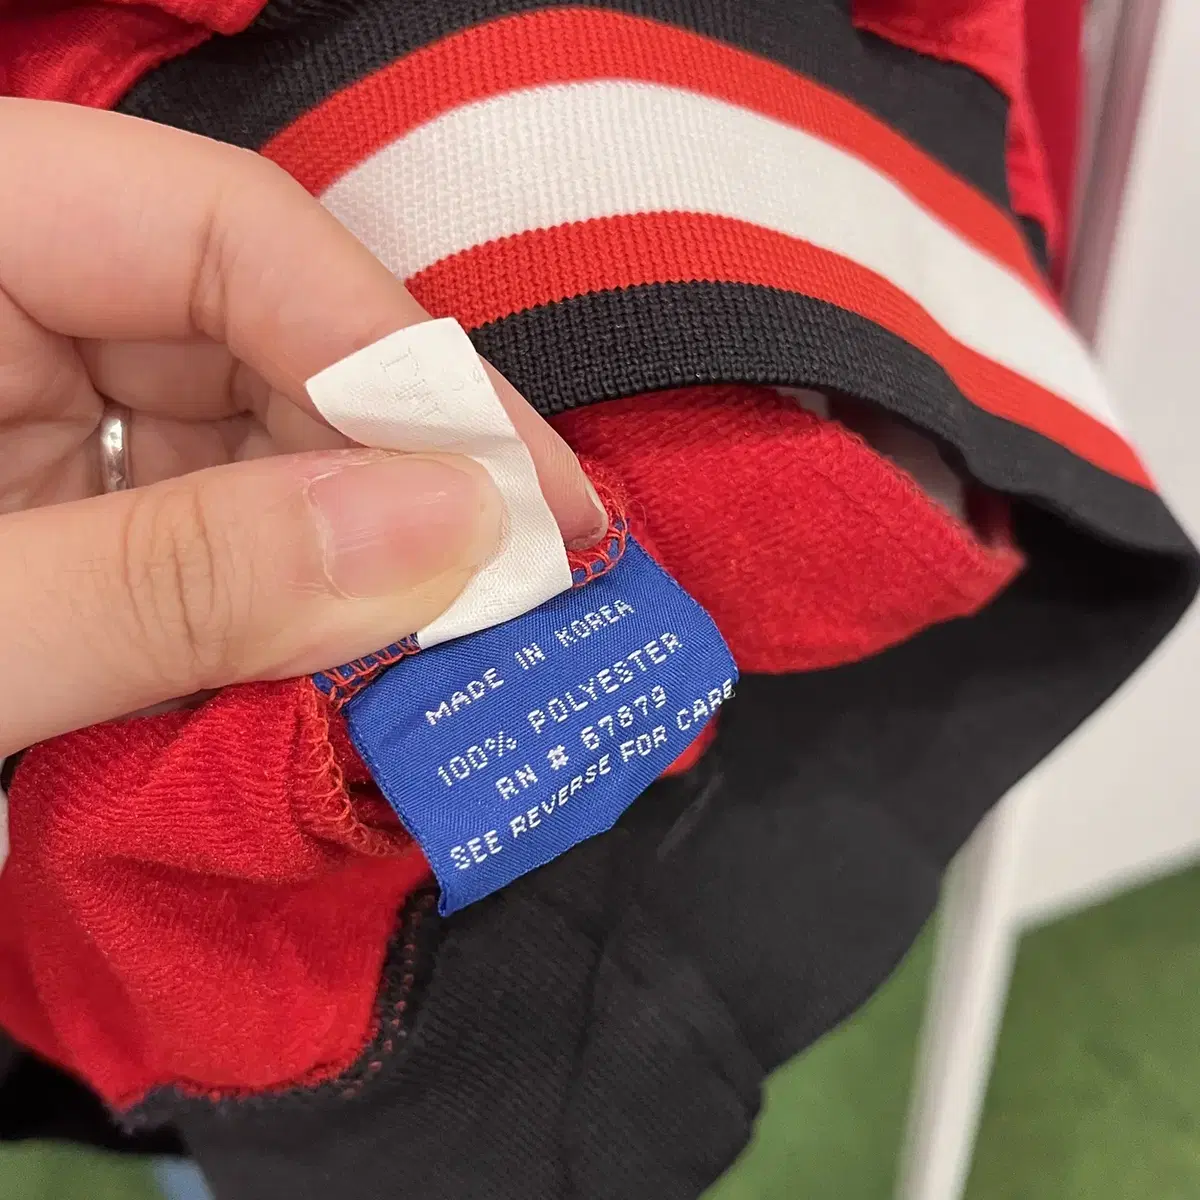 MADE IN KOREA
100% POLYESTER
RN # 67879
SEE REVERSE FOR CARE